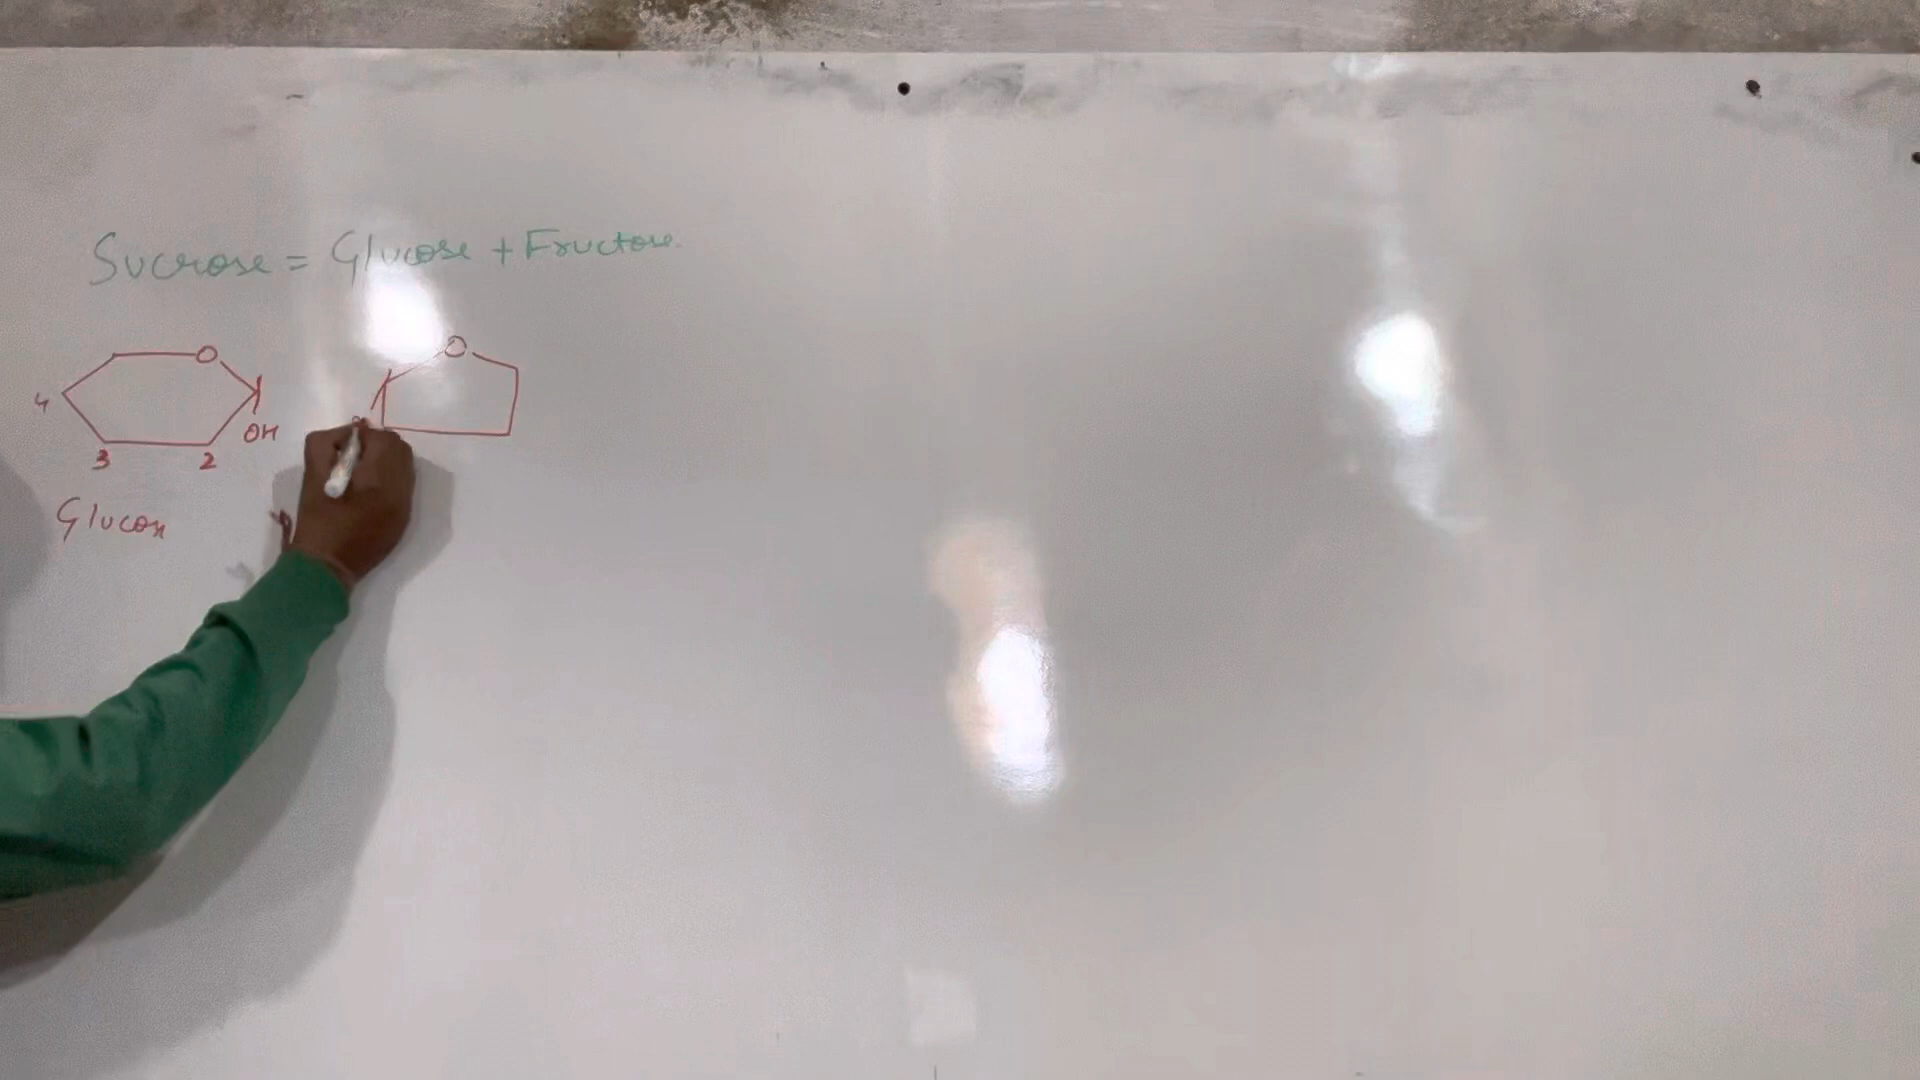 Sucrose = Glucose + Fructose
O O
4 OH
3 2
Glucose